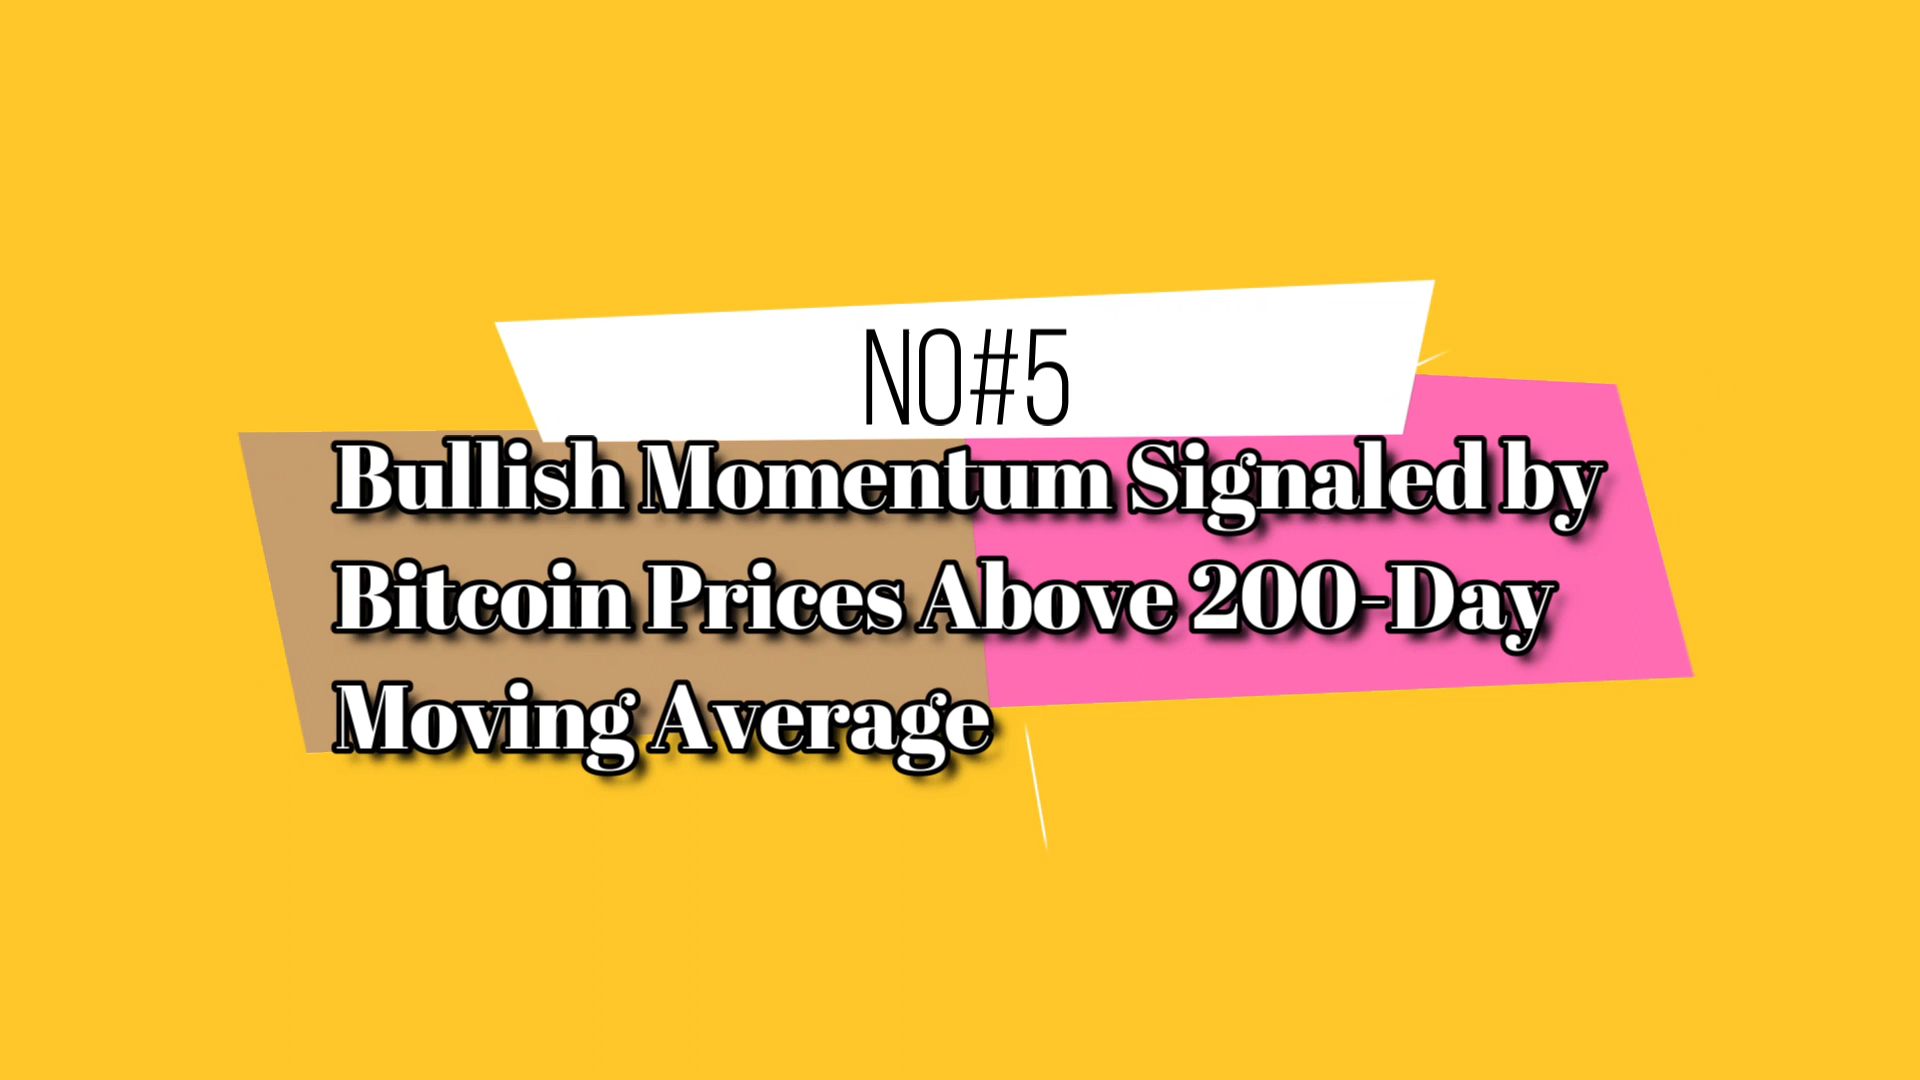 NO#5
Bullish Momentum Signaled by
Bitcoin Prices Above 200-Day
Moving Average